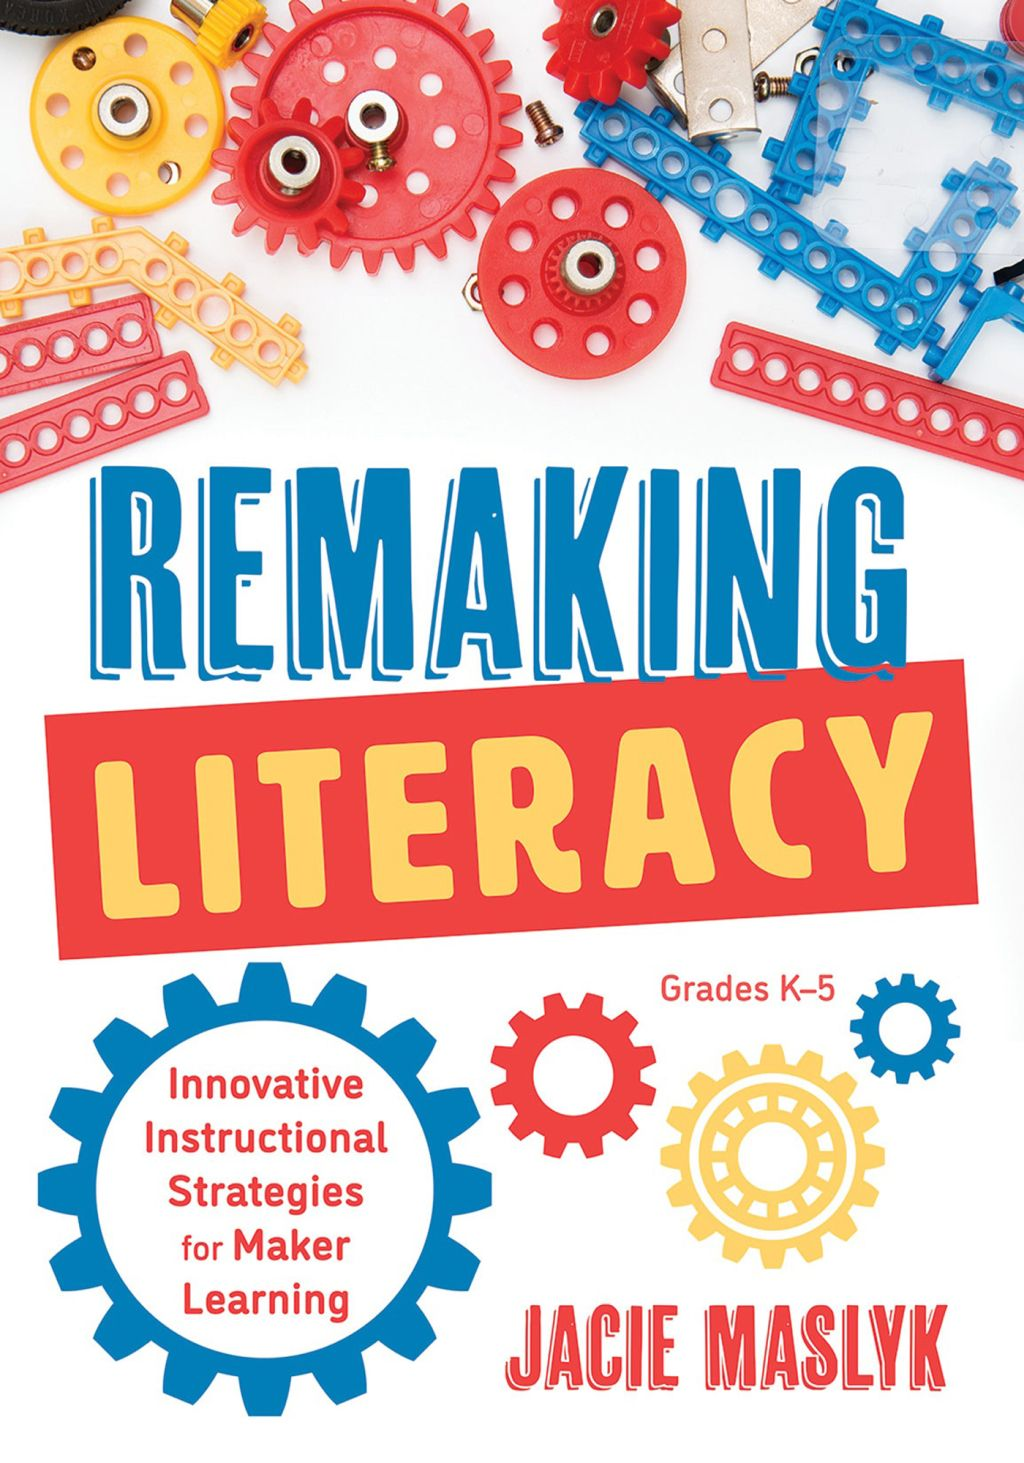 REMAKING
LITERACY
Grades K–5
Innovative
Instructional
Strategies
for Maker
Learning
JACIE MASLYK